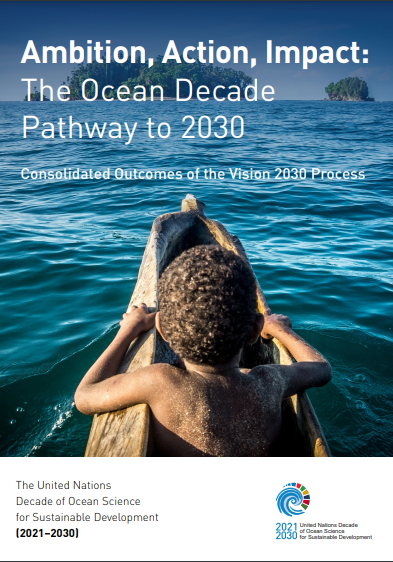 Ambition, Action, Impact:
The Ocean Decade
Pathway to 2030
Consolidated Outcomes of the Vision 2030 Process
The United Nations
Decade of Ocean Science
for Sustainable Development
(2021–2030)
2021 United Nations Decade
2030 of Ocean Science
for Sustainable Development